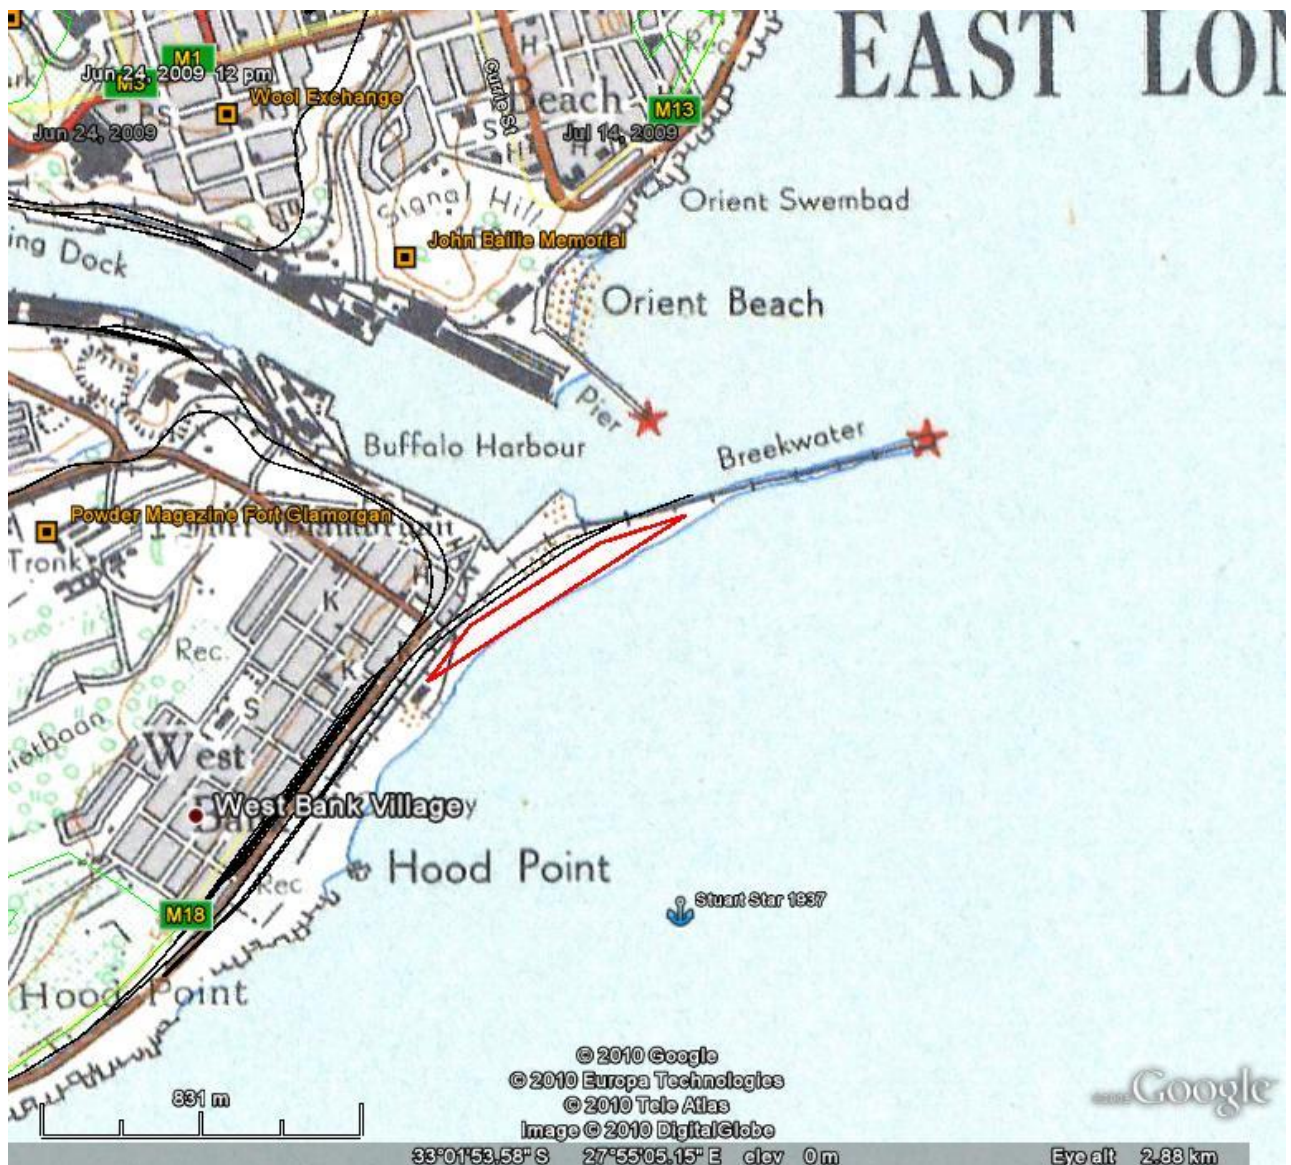 EAST LON
M1
Jun 24, 2009 12 pm
M3
Wool Exchange
Currie St
Beach
M13
Jun 24, 2009
Jul 14, 2009
PS
H
S
H
H
Signal Hill
Orient Swembad
John Baillie Memorial
ing Dock
Orient Beach
Pier
Breekwater
Buffalo Harbour
Powder Magazine Fort Glamorgan
Tronk
H
K
Rec.
K
S
ietbaan
West
West Bank Village
Hood Point
Rec
Stuart Star 1937
M18
Hood Point
© 2010 Google
© 2010 Europa Technologies
© 2010 Tele Atlas
Image © 2010 DigitalGlobe
Google
831 m
33°01'53.58" S 27°55'05.15" E elev 0 m
Eye alt 2.88 km